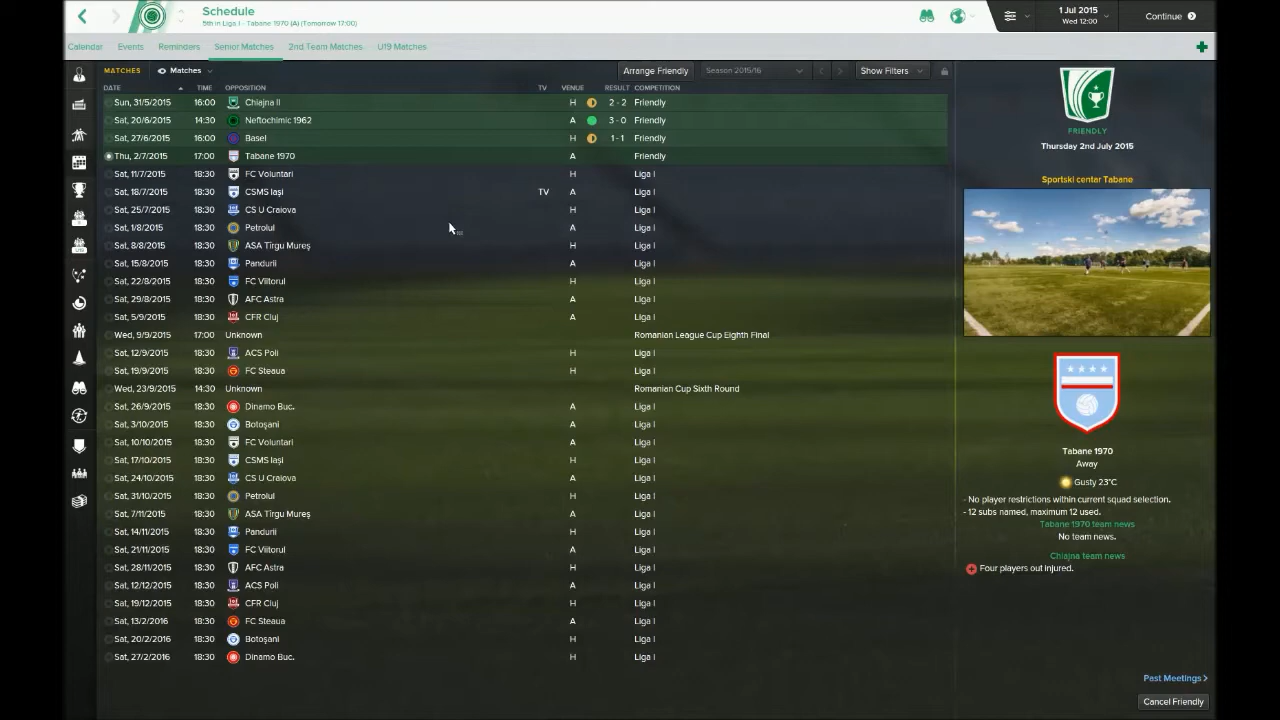 Schedule
5th in Liga I - Tabane 1970 (A) (Tomorrow 17:00)
1 Jul 2015
Wed 12:00
Continue
Calendar Events Reminders Senior Matches 2nd Team Matches U19 Matches
MATCHES Matches Arrange Friendly Season 2015/16 Show Filters
DATE TIME OPPOSITION TV VENUE RESULT COMPETITION
Sun, 31/5/2015 16:00 Chiajna II H 2 - 2 Friendly
Sat, 20/6/2015 14:30 Neftochimic 1962 A 3 - 0 Friendly
Sat, 27/6/2015 16:00 Basel H 1 - 1 Friendly
Thu, 2/7/2015 17:00 Tabane 1970 A Friendly
Sat, 11/7/2015 18:30 FC Voluntari H Liga I
Sat, 18/7/2015 18:30 CSMS Iaşi TV A Liga I
Sat, 25/7/2015 18:30 CS U Craiova H Liga I
Sat, 1/8/2015 18:30 Petrolul A Liga I
Sat, 8/8/2015 18:30 ASA Tîrgu Mureş H Liga I
Sat, 15/8/2015 18:30 Pandurii A Liga I
Sat, 22/8/2015 18:30 FC Viitorul H Liga I
Sat, 29/8/2015 18:30 AFC Astra A Liga I
Sat, 5/9/2015 18:30 CFR Cluj A Liga I
Wed, 9/9/2015 17:00 Unknown Romanian League Cup Eighth Final
Sat, 12/9/2015 18:30 ACS Poli H Liga I
Sat, 19/9/2015 18:30 FC Steaua H Liga I
Wed, 23/9/2015 14:30 Unknown Romanian Cup Sixth Round
Sat, 26/9/2015 18:30 Dinamo Buc. A Liga I
Sat, 3/10/2015 18:30 Botoşani A Liga I
Sat, 10/10/2015 18:30 FC Voluntari A Liga I
Sat, 17/10/2015 18:30 CSMS Iaşi H Liga I
Sat, 24/10/2015 18:30 CS U Craiova A Liga I
Sat, 31/10/2015 18:30 Petrolul H Liga I
Sat, 7/11/2015 18:30 ASA Tîrgu Mureş A Liga I
Sat, 14/11/2015 18:30 Pandurii H Liga I
Sat, 21/11/2015 18:30 FC Viitorul A Liga I
Sat, 28/11/2015 18:30 AFC Astra H Liga I
Sat, 12/12/2015 18:30 ACS Poli A Liga I
Sat, 19/12/2015 18:30 CFR Cluj H Liga I
Sat, 13/2/2016 18:30 FC Steaua A Liga I
Sat, 20/2/2016 18:30 Botoşani H Liga I
Sat, 27/2/2016 18:30 Dinamo Buc. H Liga I
FRIENDLY
Thursday 2nd July 2015
Sportski centar Tabane
Tabane 1970
Away
Gusty 23°C
- No player restrictions within current squad selection.
- 12 subs named, maximum 12 used.
Tabane 1970 team news
No team news.
Chiajna team news
Four players out injured.
Past Meetings >
Cancel Friendly